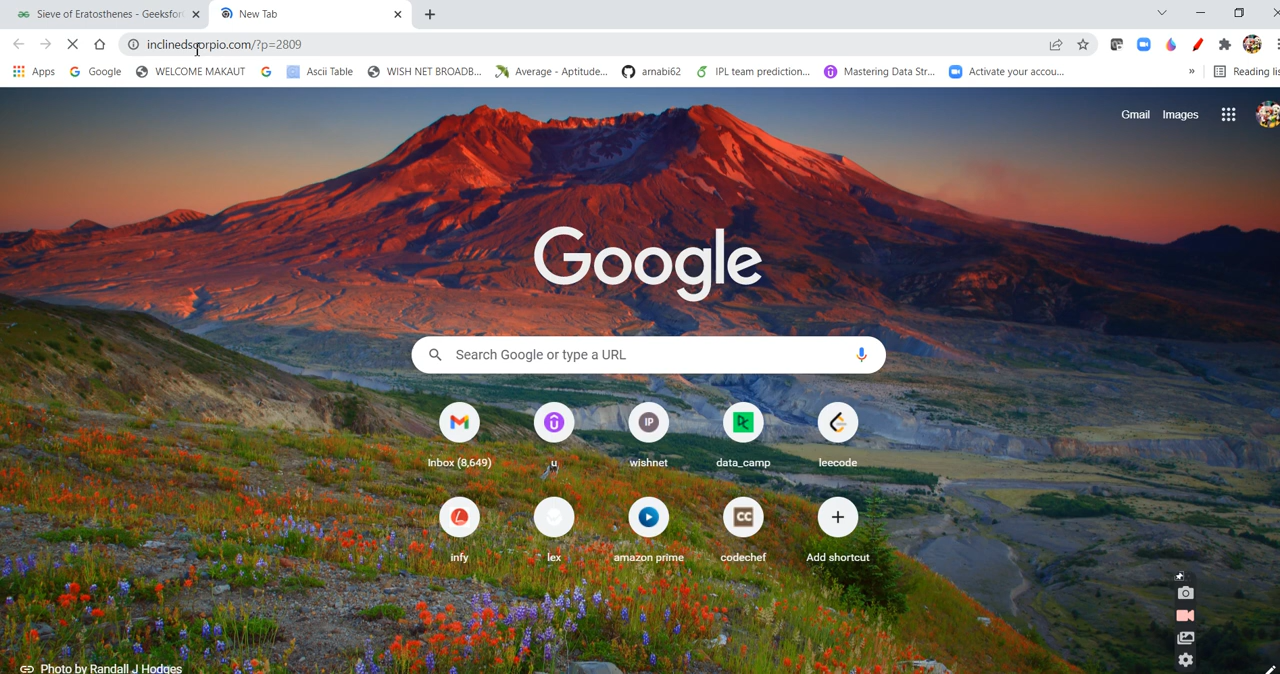 Sieve of Eratosthenes - Geeksfor
New Tab
inclinedscorpio.com/?p=2809
Apps Google WELCOME MAKAUT Ascii Table WISH NET BROADB... Average - Aptitude... arnabi62 IPL team prediction... Mastering Data Str... Activate your accou... » Reading lis
Gmail Images
Google
Search Google or type a URL
IP
Inbox (8,649) u wishnet data_camp leecode
CC
infy lex amazon prime codechef Add shortcut
Photo by Randall J Hodges